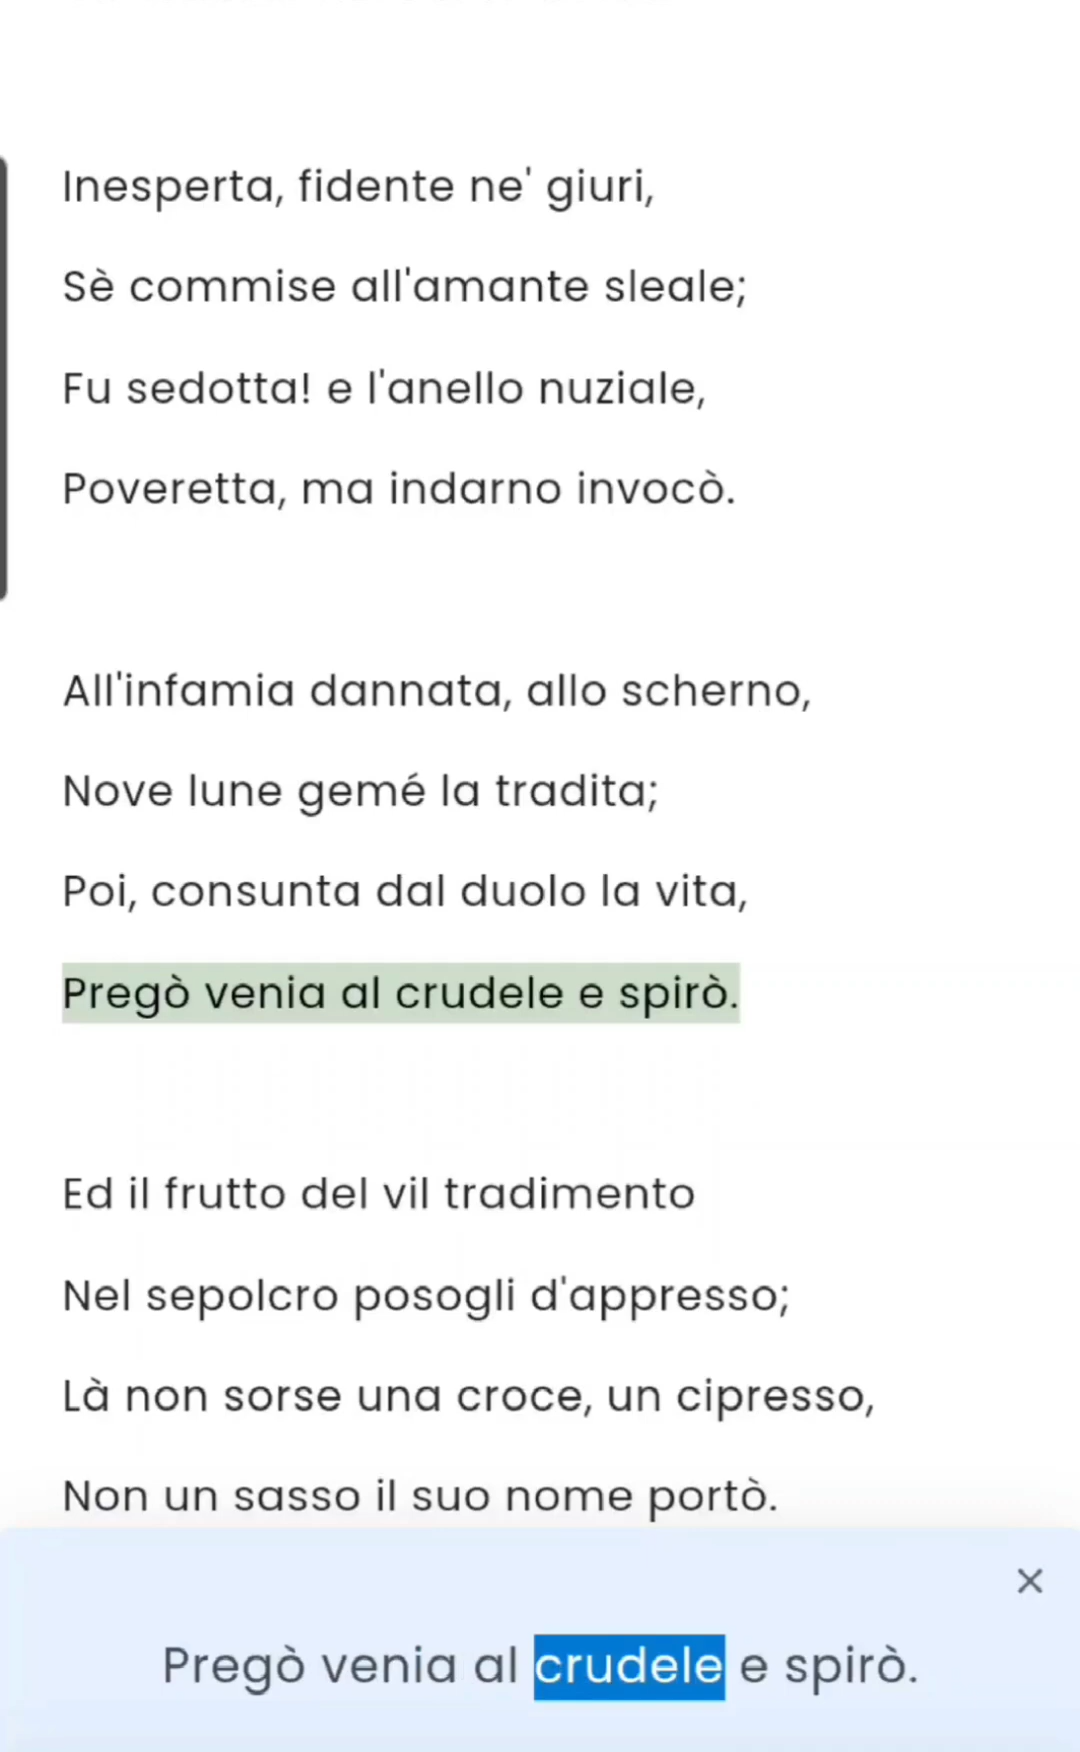 Inesperta, fidente ne' giuri,
Sè commise all'amante sleale;
Fu sedotta! e l'anello nuziale,
Poveretta, ma indarno invocò.
All'infamia dannata, allo scherno,
Nove lune gemé la tradita;
Poi, consunta dal duolo la vita,
Pregò venia al crudele e spirò.
Ed il frutto del vil tradimento
Nel sepolcro posogli d'appresso;
Là non sorse una croce, un cipresso,
Non un sasso il suo nome portò.
Pregò venia al crudele e spirò.